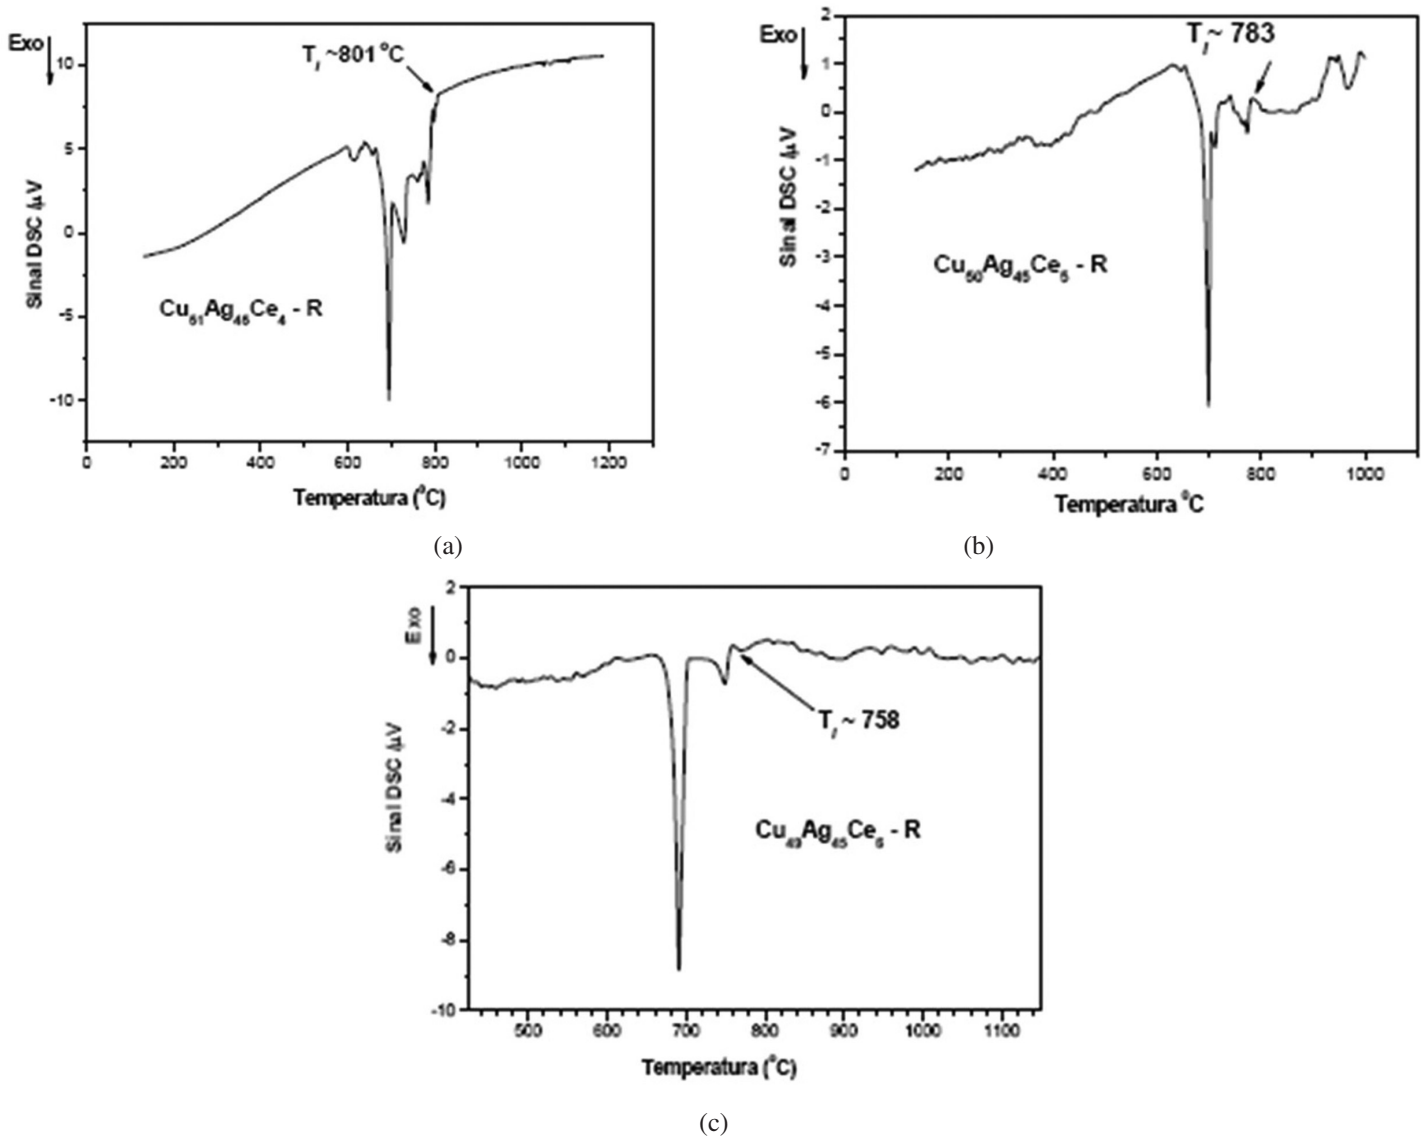 Exo
T_l ~801 °C
10
5
0
-5
-10
Sinal DSC /µV
Cu₅₁Ag₄₅Ce₄ - R
0 200 400 600 800 1000 1200
Temperatura (°C)
(a)
Exo
T_l ~ 783
2
1
0
-1
-2
-3
-4
-5
-6
-7
Sinal DSC /µV
Cu₅₀Ag₄₅Ce₅ - R
0 200 400 600 800 1000
Temperatura °C
(b)
Exo
2
0
-2
-4
-6
-8
-10
Sinal DSC /µV
T_l ~ 758
Cu₄₉Ag₄₅Ce₆ - R
500 600 700 800 900 1000 1100
Temperatura (°C)
(c)